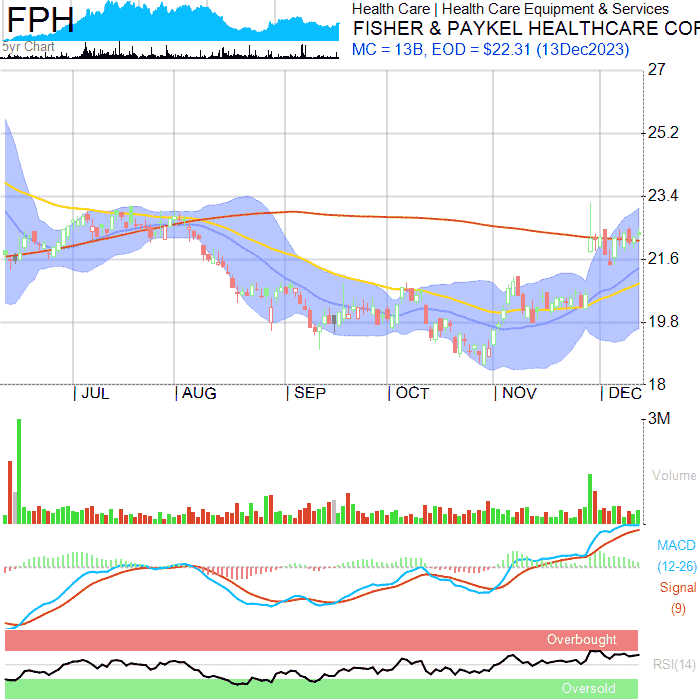 FPH
Health Care | Health Care Equipment & Services
FISHER & PAYKEL HEALTHCARE COR
5yr Chart
MC = 13B, EOD = $22.31 (13Dec2023)
27
25.2
23.4
21.6
19.8
18
| JUL | AUG | SEP | OCT | NOV | DEC
3M
Volume
MACD
(12-26)
Signal
(9)
Overbought
RSI(14)
Oversold